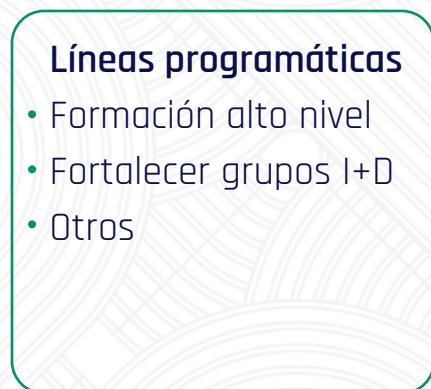 Líneas programáticas
• Formación alto nivel
• Fortalecer grupos I+D
• Otros